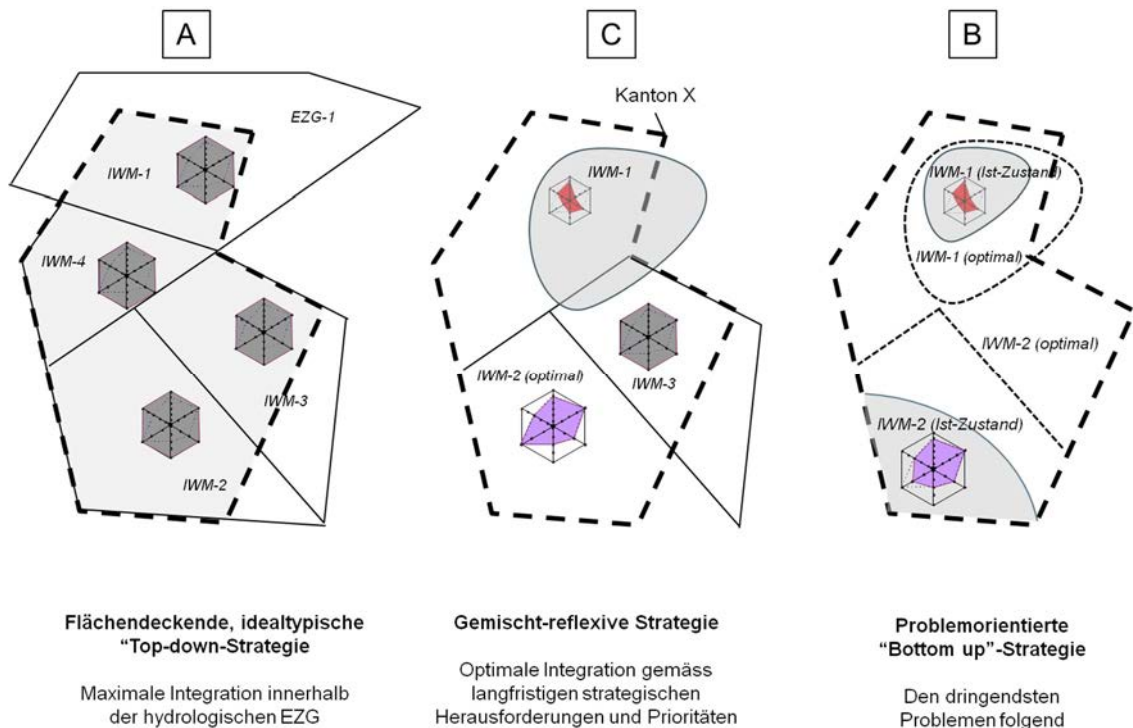 A
C
B
EZG-1
IWM-1
IWM-4
IWM-3
IWM-2
Kanton X
IWM-1
IWM-2 (optimal)
IWM-3
IWM-1 (Ist-Zustand)
IWM-1 (optimal)
IWM-2 (optimal)
IWM-2 (Ist-Zustand)
Flächendeckende, idealtypische
“Top-down-Strategie
Maximale Integration innerhalb
der hydrologischen EZG
Gemischt-reflexive Strategie
Optimale Integration gemäss
langfristigen strategischen
Herausforderungen und Prioritäten
Problemorientierte
“Bottom up”-Strategie
Den dringendsten
Problemen folgend